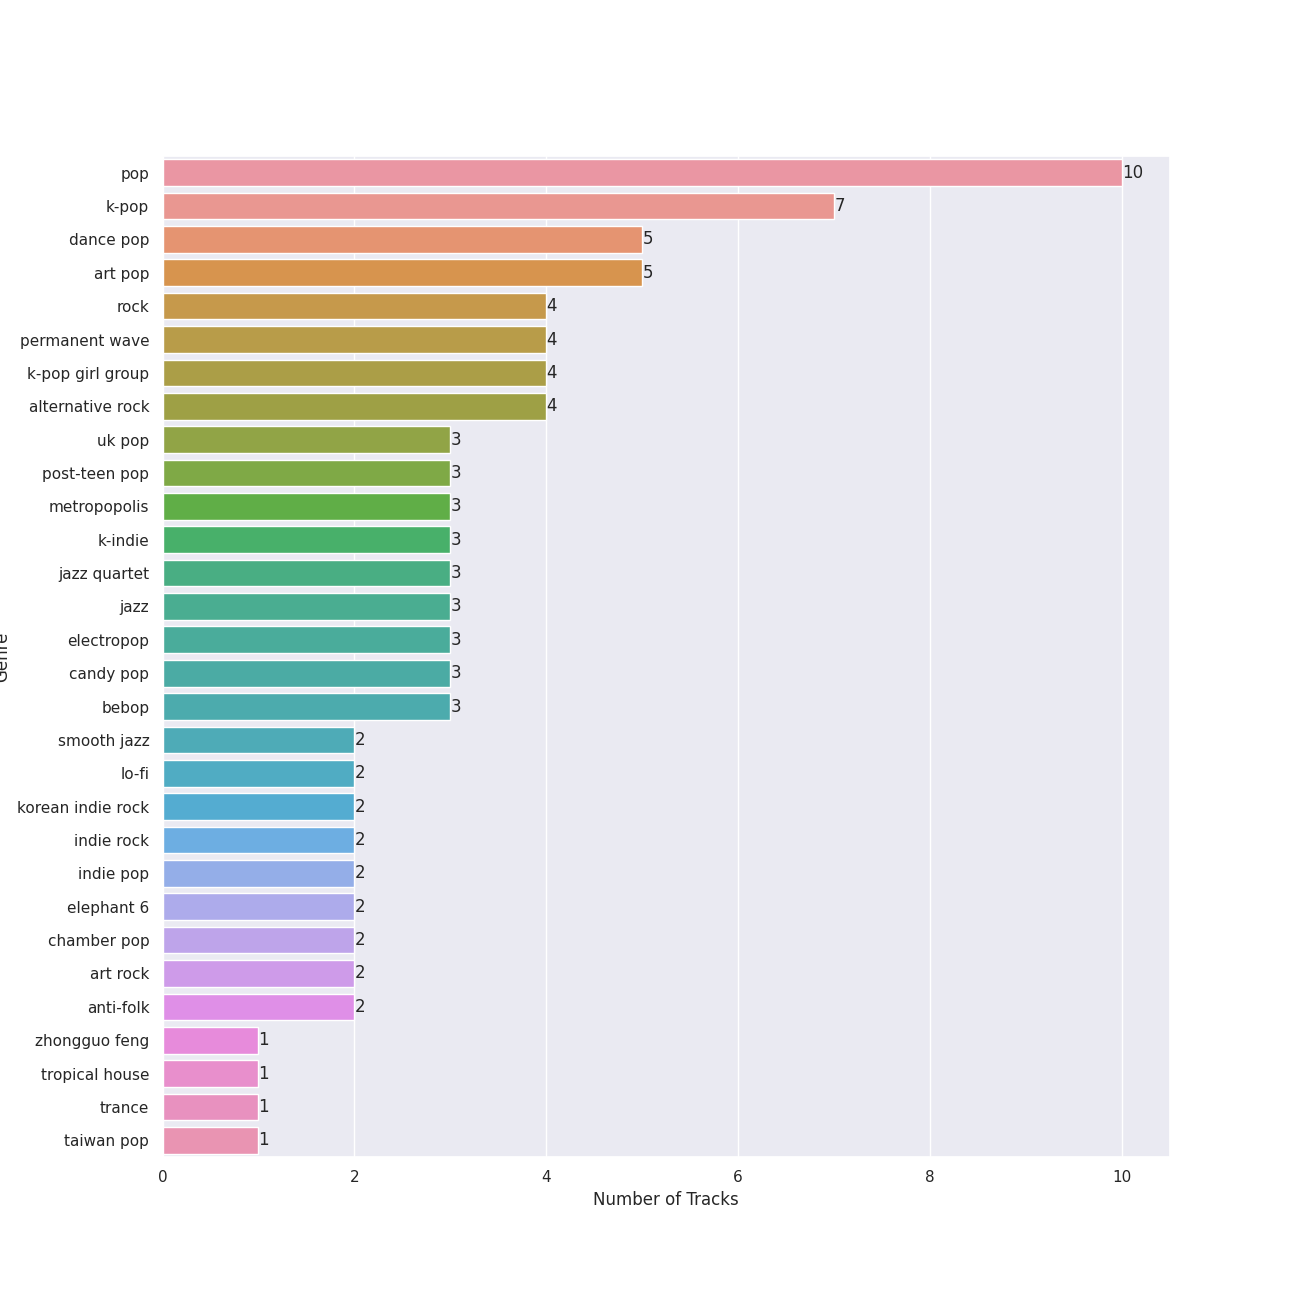 pop 10
k-pop 7
dance pop 5
art pop 5
rock 4
permanent wave 4
k-pop girl group 4
alternative rock 4
uk pop 3
post-teen pop 3
metropopolis 3
k-indie 3
jazz quartet 3
jazz 3
electropop 3
candy pop 3
bebop 3
smooth jazz 2
lo-fi 2
korean indie rock 2
indie rock 2
indie pop 2
elephant 6 2
chamber pop 2
art rock 2
anti-folk 2
zhongguo feng 1
tropical house 1
trance 1
taiwan pop 1
0 2 4 6 8 10
Number of Tracks
Genre